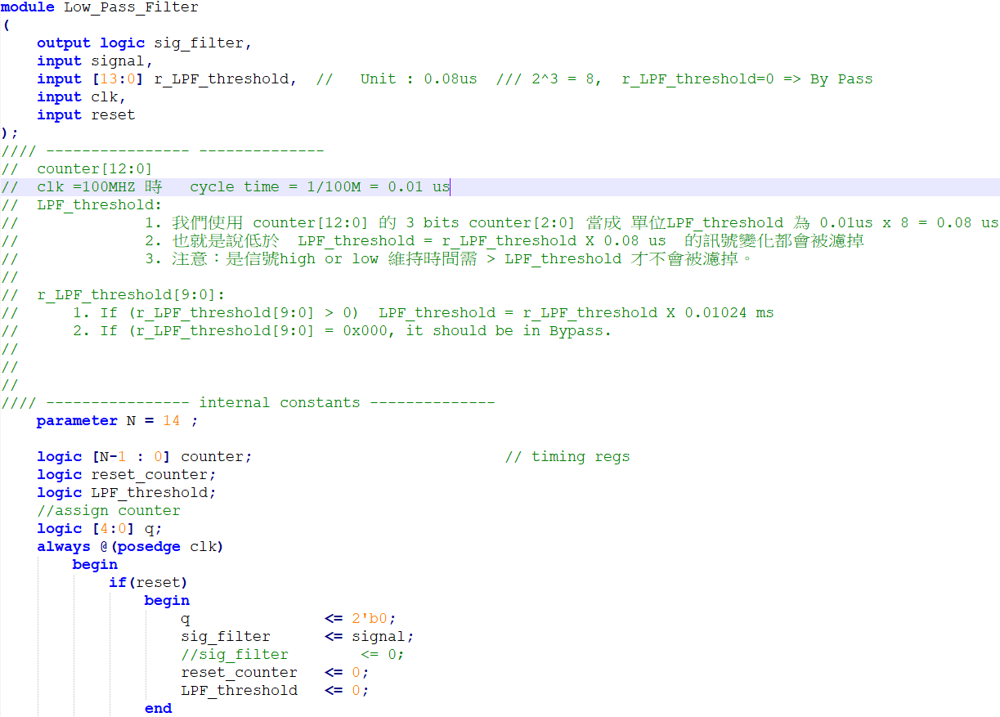 module Low_Pass_Filter
(
    output logic sig_filter,
    input signal,
    input [13:0] r_LPF_threshold,  //   Unit : 0.08us  /// 2^3 = 8,  r_LPF_threshold=0 => By Pass
    input clk,
    input reset
);
//// ---------------- --------------
//  counter[12:0]
//  clk =100MHZ 時   cycle time = 1/100M = 0.01 us
//  LPF_threshold:
//              1. 我們使用 counter[12:0] 的 3 bits counter[2:0] 當成 單位LPF_threshold 為 0.01us x 8 = 0.08 us
//              2. 也就是說低於  LPF_threshold = r_LPF_threshold X 0.08 us  的訊號變化都會被濾掉
//              3. 注意：是信號high or low 維持時間需 > LPF_threshold 才不會被濾掉。
//
//  r_LPF_threshold[9:0]:
//      1. If (r_LPF_threshold[9:0] > 0)  LPF_threshold = r_LPF_threshold X 0.01024 ms
//      2. If (r_LPF_threshold[9:0] = 0x000, it should be in Bypass.
//
//
//
//// ---------------- internal constants --------------
    parameter N = 14 ;
    logic [N-1 : 0] counter;                            // timing regs
    logic reset_counter;
    logic LPF_threshold;
    //assign counter
    logic [4:0] q;
    always @(posedge clk)
        begin
            if(reset)
                begin
                    q               <= 2'b0;
                    sig_filter      <= signal;
                    //sig_filter        <= 0;
                    reset_counter   <= 0;
                    LPF_threshold   <= 0;
                end